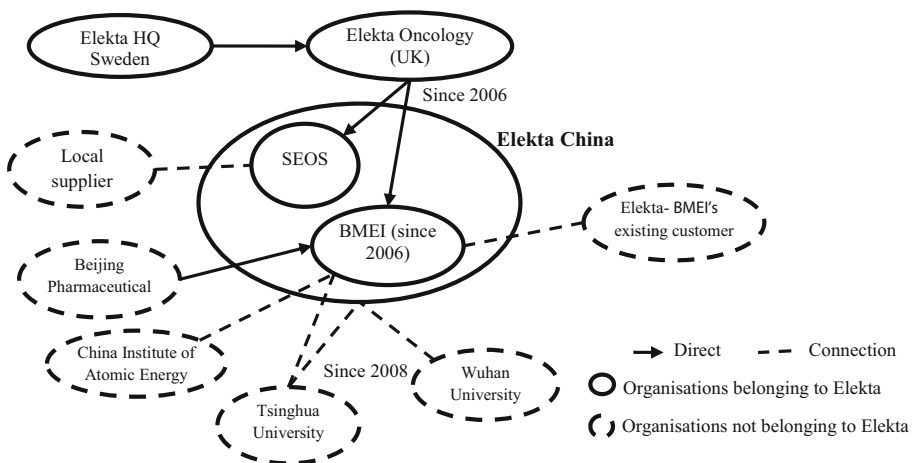 Elekta HQ
Sweden
Elekta Oncology
(UK)
Since 2006
Elekta China
SEOS
Local
supplier
BMEI (since
2006)
Elekta- BMEI's
existing customer
Beijing
Pharmaceutical
China Institute of
Atomic Energy
Since 2008
Tsinghua
University
Wuhan
University
Direct
Connection
Organisations belonging to Elekta
Organisations not belonging to Elekta